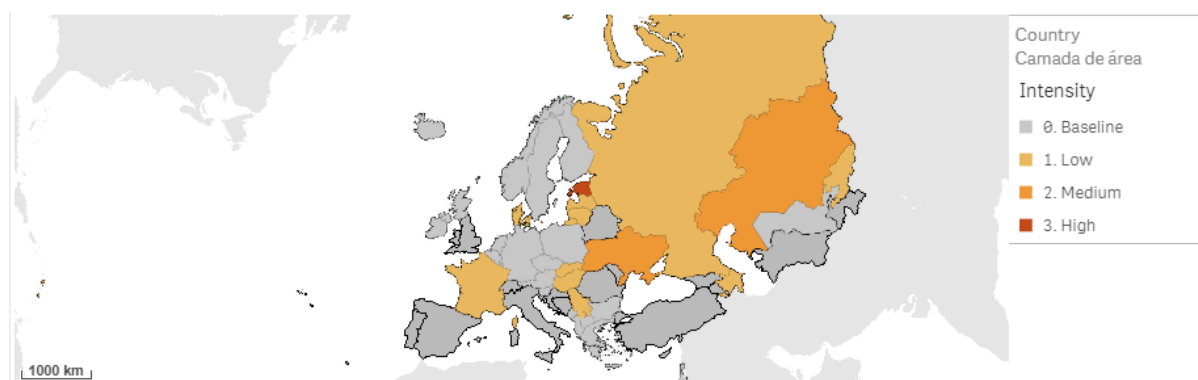 Country
Camada de área
Intensity
0. Baseline
1. Low
2. Medium
3. High
1000 km